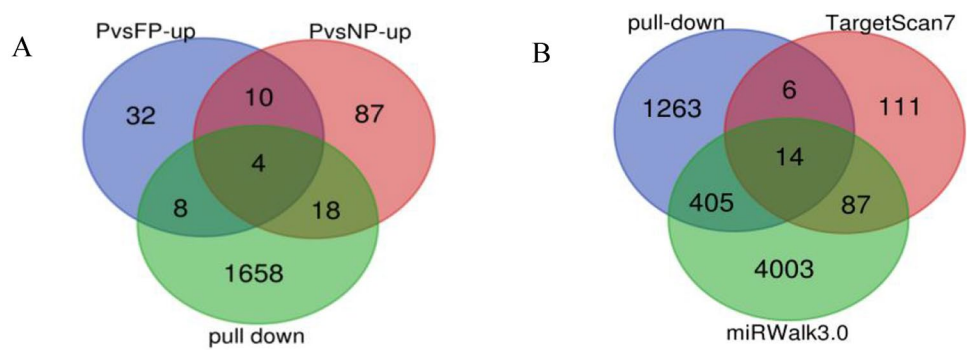 A
PvsFP-up
PvsNP-up
32
10
87
4
8
18
1658
pull down
B
pull-down
TargetScan7
1263
6
111
14
405
87
4003
miRWalk3.0